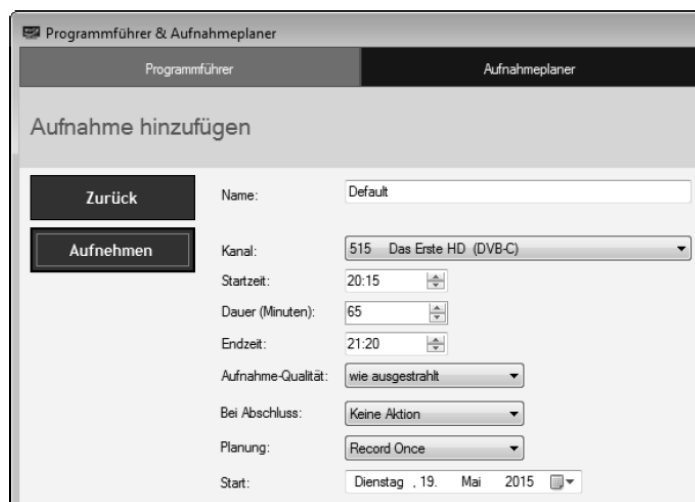 Programmführer & Aufnahmeplaner
Programmführer Aufnahmeplaner
Aufnahme hinzufügen
Zurück
Name: Default
Aufnehmen
Kanal: 515 Das Erste HD (DVB-C)
Startzeit: 20:15
Dauer (Minuten): 65
Endzeit: 21:20
Aufnahme-Qualität: wie ausgestrahlt
Bei Abschluss: Keine Aktion
Planung: Record Once
Start: Dienstag , 19. Mai 2015